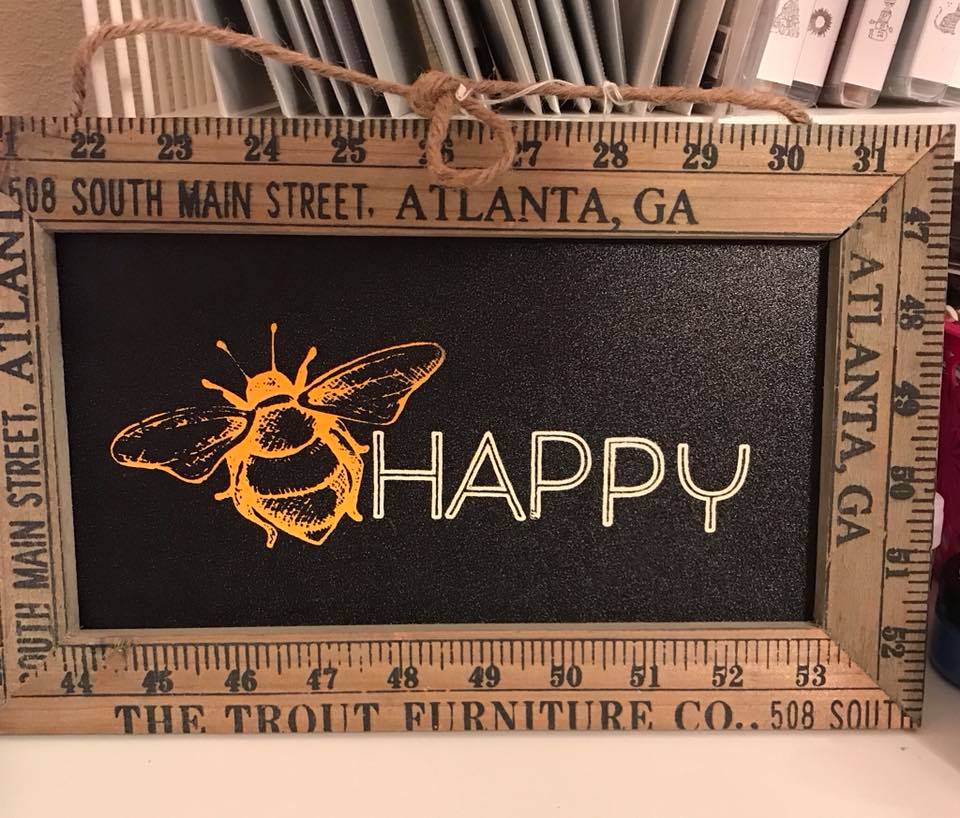 1 22 23 24 25 26 27 28 29 30 31
508 SOUTH MAIN STREET. ATLANTA, GA
SOUTH MAIN STREET. ATLAN
HAPPY
ATLANTA, GA
47 48 49 50 51 52
44 45 46 47 48 49 50 51 52 53
THE TROUT FURNITURE CO.. 508 SOUTH